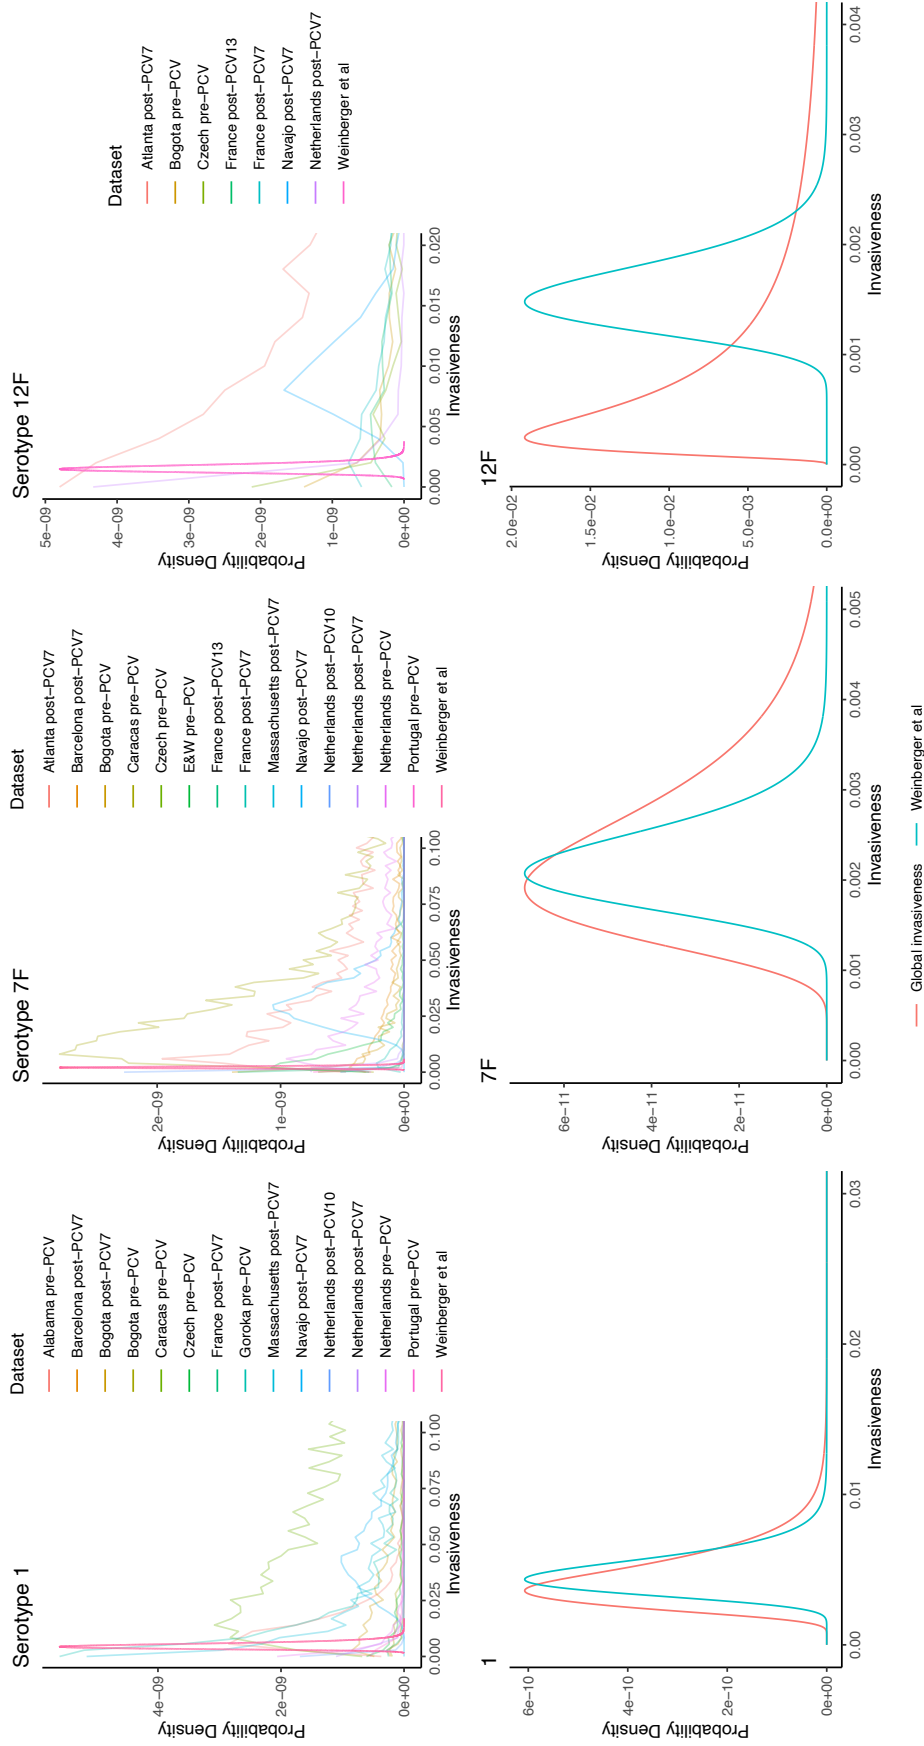 Serotype 1
Probability Density
4e−09
2e−09
0e+00
0.000
0.025
0.050
0.075
0.100
Invasiveness
Dataset
Alabama pre−PCV
Barcelona post−PCV7
Bogota post−PCV7
Bogota pre−PCV
Caracas pre−PCV
Czech pre−PCV
France post−PCV7
Goroka pre−PCV
Massachusetts post−PCV7
Navajo post−PCV7
Netherlands post−PCV10
Netherlands post−PCV7
Netherlands pre−PCV
Portugal pre−PCV
Weinberger et al
Serotype 7F
Probability Density
2e−09
1e−09
0e+00
0.000
0.025
0.050
0.075
0.100
Invasiveness
Dataset
Atlanta post−PCV7
Barcelona post−PCV7
Bogota pre−PCV
Caracas pre−PCV
Czech pre−PCV
E&W pre−PCV
France post−PCV13
France post−PCV7
Massachusetts post−PCV7
Navajo post−PCV7
Netherlands post−PCV10
Netherlands post−PCV7
Netherlands pre−PCV
Portugal pre−PCV
Weinberger et al
Serotype 12F
Probability Density
5e−09
4e−09
3e−09
2e−09
1e−09
0e+00
0.000
0.005
0.010
0.015
0.020
Invasiveness
Dataset
Atlanta post−PCV7
Bogota pre−PCV
Czech pre−PCV
France post−PCV13
France post−PCV7
Navajo post−PCV7
Netherlands post−PCV7
Weinberger et al
1
Probability Density
6e−10
4e−10
2e−10
0e+00
0.00
0.01
0.02
0.03
Invasiveness
7F
Probability Density
6e−11
4e−11
2e−11
0e+00
0.000
0.001
0.002
0.003
0.004
0.005
Invasiveness
12F
Probability Density
2.0e−02
1.5e−02
1.0e−02
5.0e−03
0.0e+00
0.000
0.001
0.002
0.003
0.004
Invasiveness
Global invasiveness
Weinberger et al